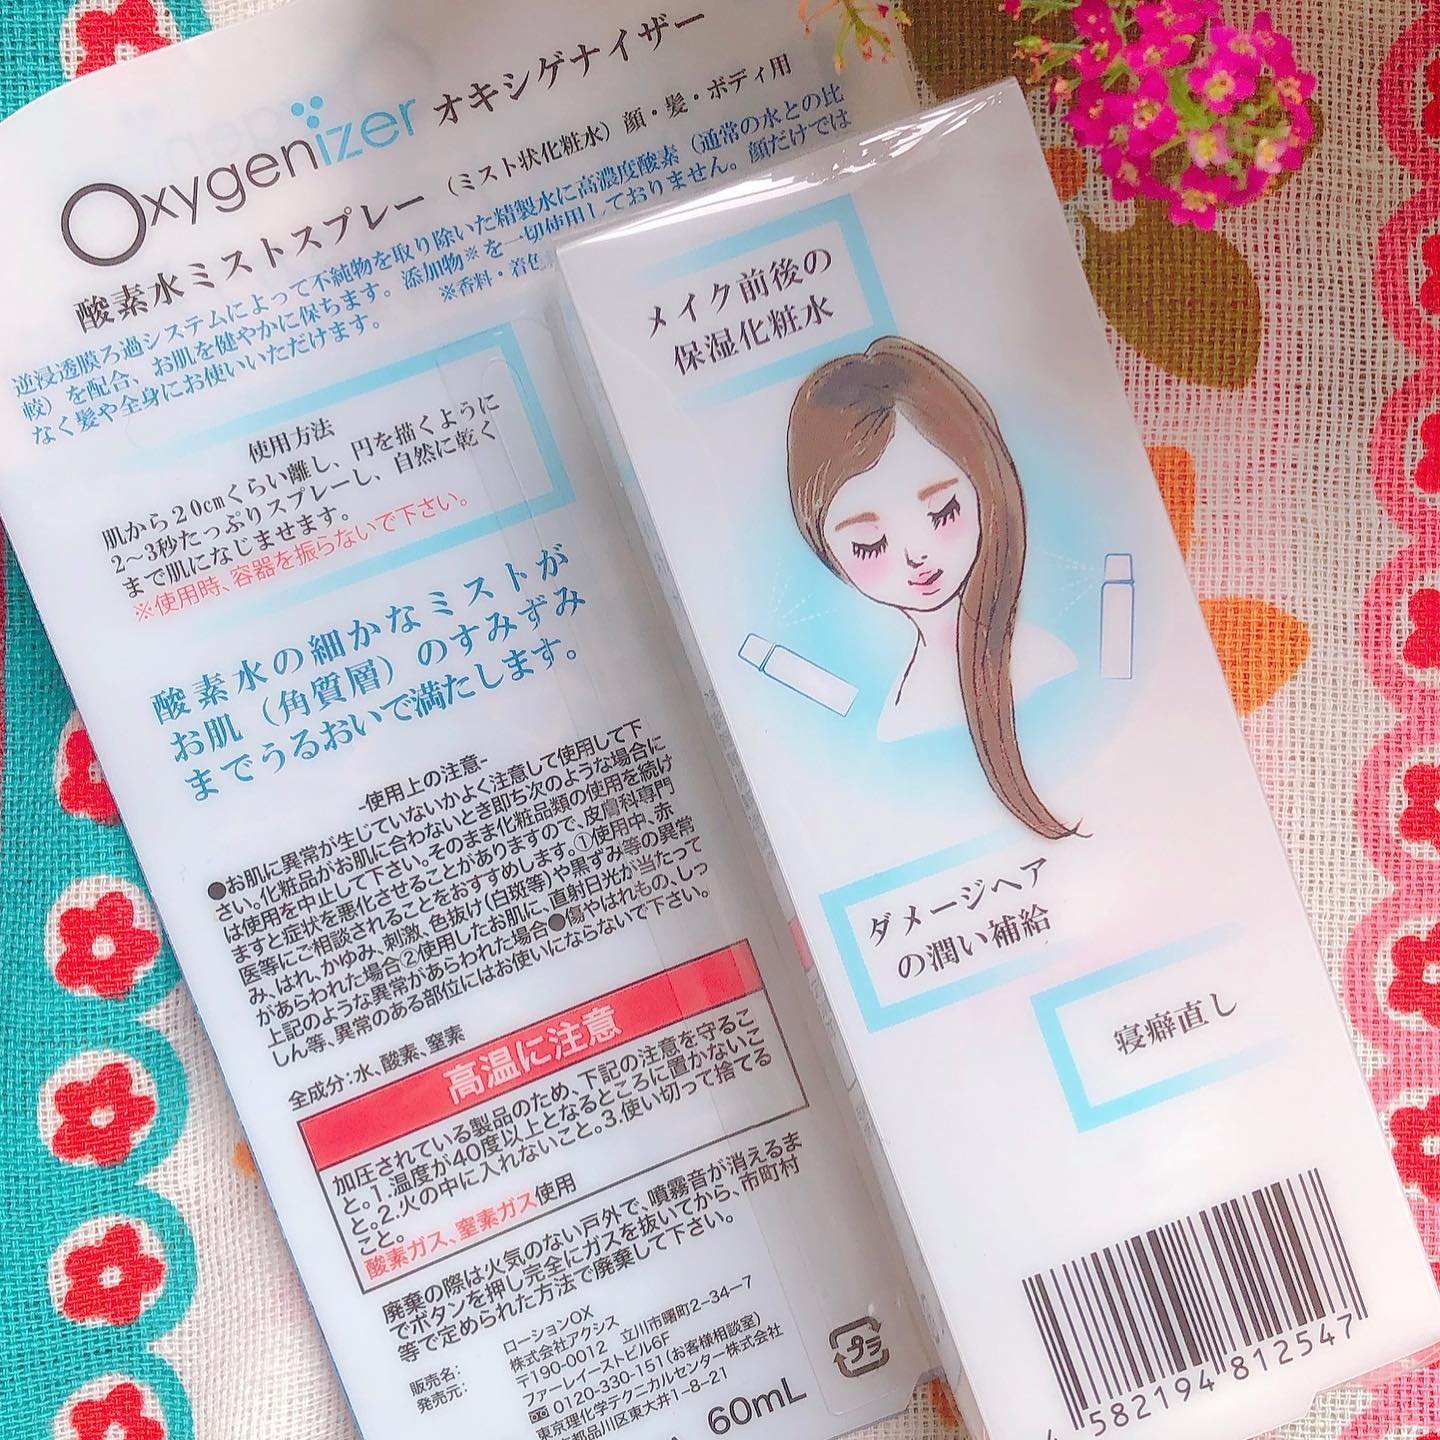 Oxygenizer オキシゲナイザー
酸素水ミストスプレー（ミスト状化粧水）顔・髪・ボディ用
逆浸透膜ろ過システムによって不純物を取り除いた精製水に高濃度酸素（通常の水との比
較）を配合、お肌を健やかに保ちます。添加物※を一切使用しておりません。顔だけでは
なく髪や全身にお使いいただけます。
※香料・着色
使用方法
肌から20cmくらい離し、円を描くように
2〜3秒たっぷりスプレーし、自然に乾く
まで肌になじませます。
※使用時、容器を振らないで下さい。
酸素水の細かなミストが
お肌（角質層）のすみずみ
までうるおいで満たします。
-使用上の注意-
●お肌に異常が生じていないかよく注意して使用して下
さい。化粧品がお肌に合わないとき即ち次のような場合に
は使用を中止して下さい。そのまま化粧品類の使用を続け
ますと症状を悪化させることがありますので、皮膚科専門
医等にご相談されることをおすすめします。①使用中、赤
み、はれ、かゆみ、刺激、色抜け(白斑等)や黒ずみ等の異常
があらわれた場合②使用したお肌に、直射日光が当たって
上記のような異常があらわれた場合●傷やはれもの、しっ
しん等、異常のある部位にはお使いにならないで下さい。
全成分：水、酸素、窒素
高温に注意
加圧されている製品のため、下記の注意を守るこ
と。1.温度が40度以上となるところに置かないこ
と。2.火の中に入れないこと。3.使い切って捨てる
こと。
酸素ガス、窒素ガス使用
廃棄の際は火気のない戸外で、噴霧音が消えるま
でボタンを押し完全にガスを抜いてから、市町村
等で定められた方法で廃棄して下さい。
販売名： ローションOX
発売元： 株式会社アクシス
〒190-0012 立川市曙町2-34-7
ファーレイーストビル6F
0120-330-151(お客様相談室)
東京理化学テクニカルセンター株式会社
都品川区東大井1-8-21
60mL
プラ
メイク前後の
保湿化粧水
ダメージヘア
の潤い補給
寝癖直し
4 582194 812547